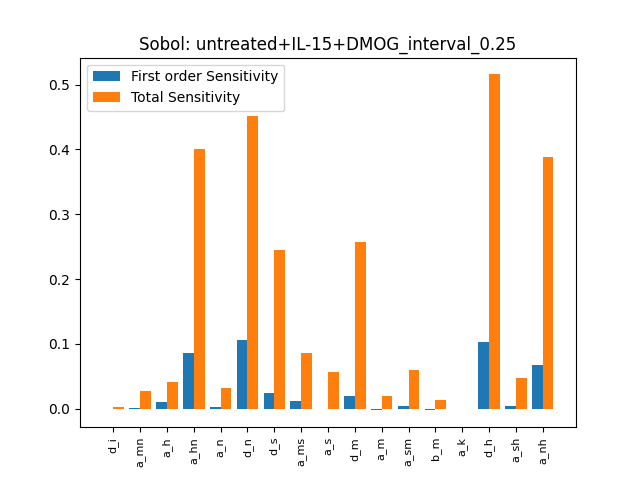 Sobol: untreated+IL-15+DMOG_interval_0.25
First order Sensitivity
Total Sensitivity
0.5
0.4
0.3
0.2
0.1
0.0
d_i
a_mn
a_h
a_hn
a_n
d_n
d_s
a_ms
a_s
d_m
a_m
a_sm
b_m
a_k
d_h
a_sh
a_nh